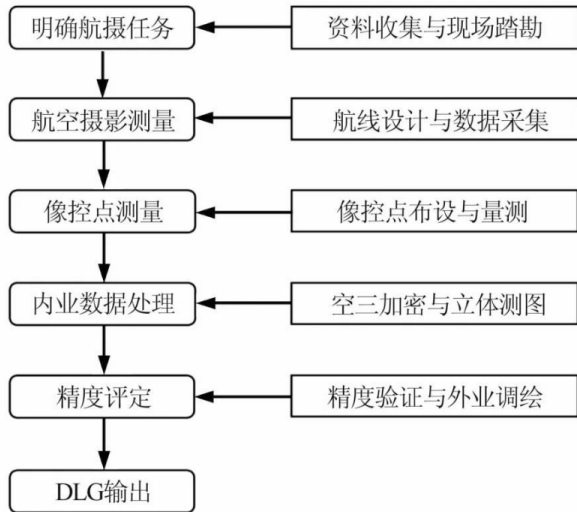 明确航摄任务 资料收集与现场踏勘
航空摄影测量 航线设计与数据采集
像控点测量 像控点布设与量测
内业数据处理 空三加密与立体测图
精度评定 精度验证与外业调绘
DLG输出